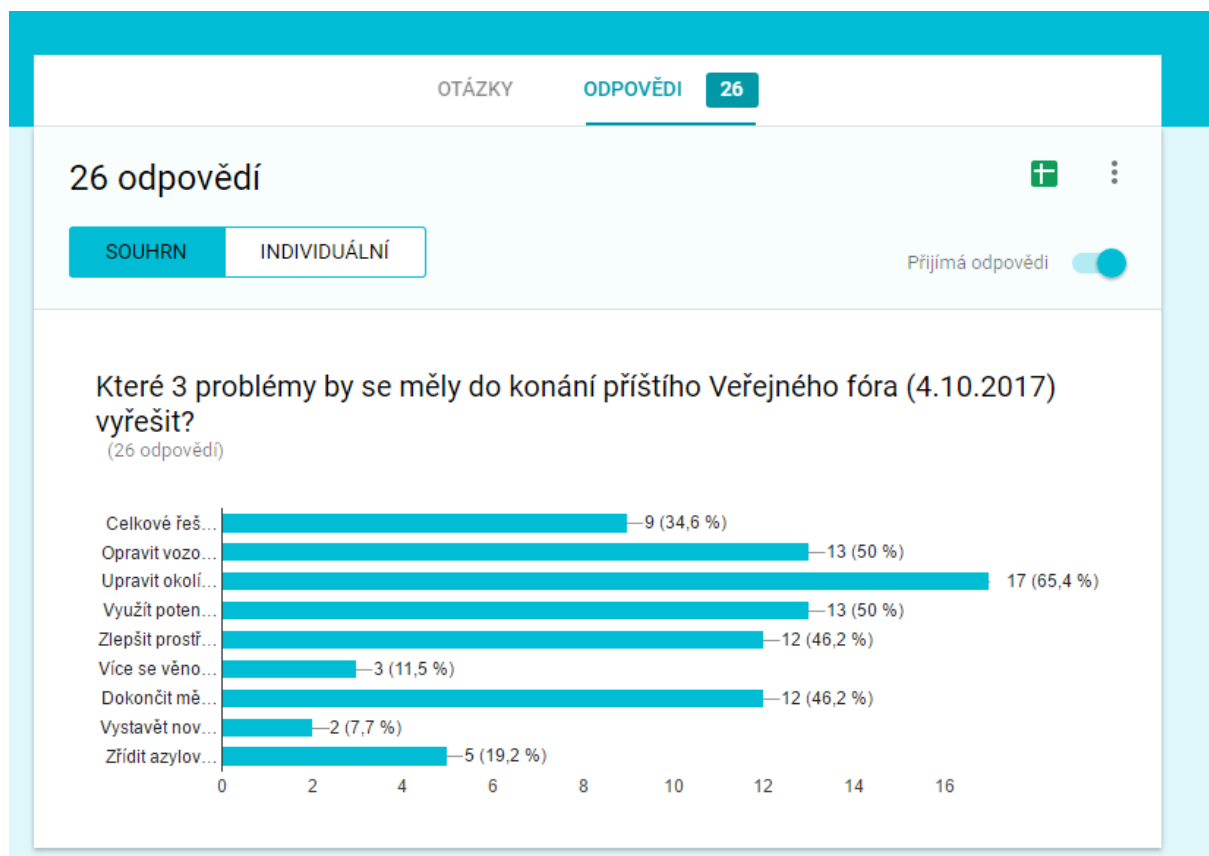 OTÁZKY ODPOVĚDI 26
26 odpovědí
SOUHRN INDIVIDUÁLNÍ
Přijímá odpovědi
Které 3 problémy by se měly do konání příštího Veřejného fóra (4.10.2017)
vyřešit?
(26 odpovědí)
Celkové řeš... 9 (34,6 %)
Opravit vozo... 13 (50 %)
Upravit okolí... 17 (65,4 %)
Využít poten... 13 (50 %)
Zlepšit prostř... 12 (46,2 %)
Více se věno... 3 (11,5 %)
Dokončit mě... 12 (46,2 %)
Vystavět nov... 2 (7,7 %)
Zřídit azylov... 5 (19,2 %)
0 2 4 6 8 10 12 14 16